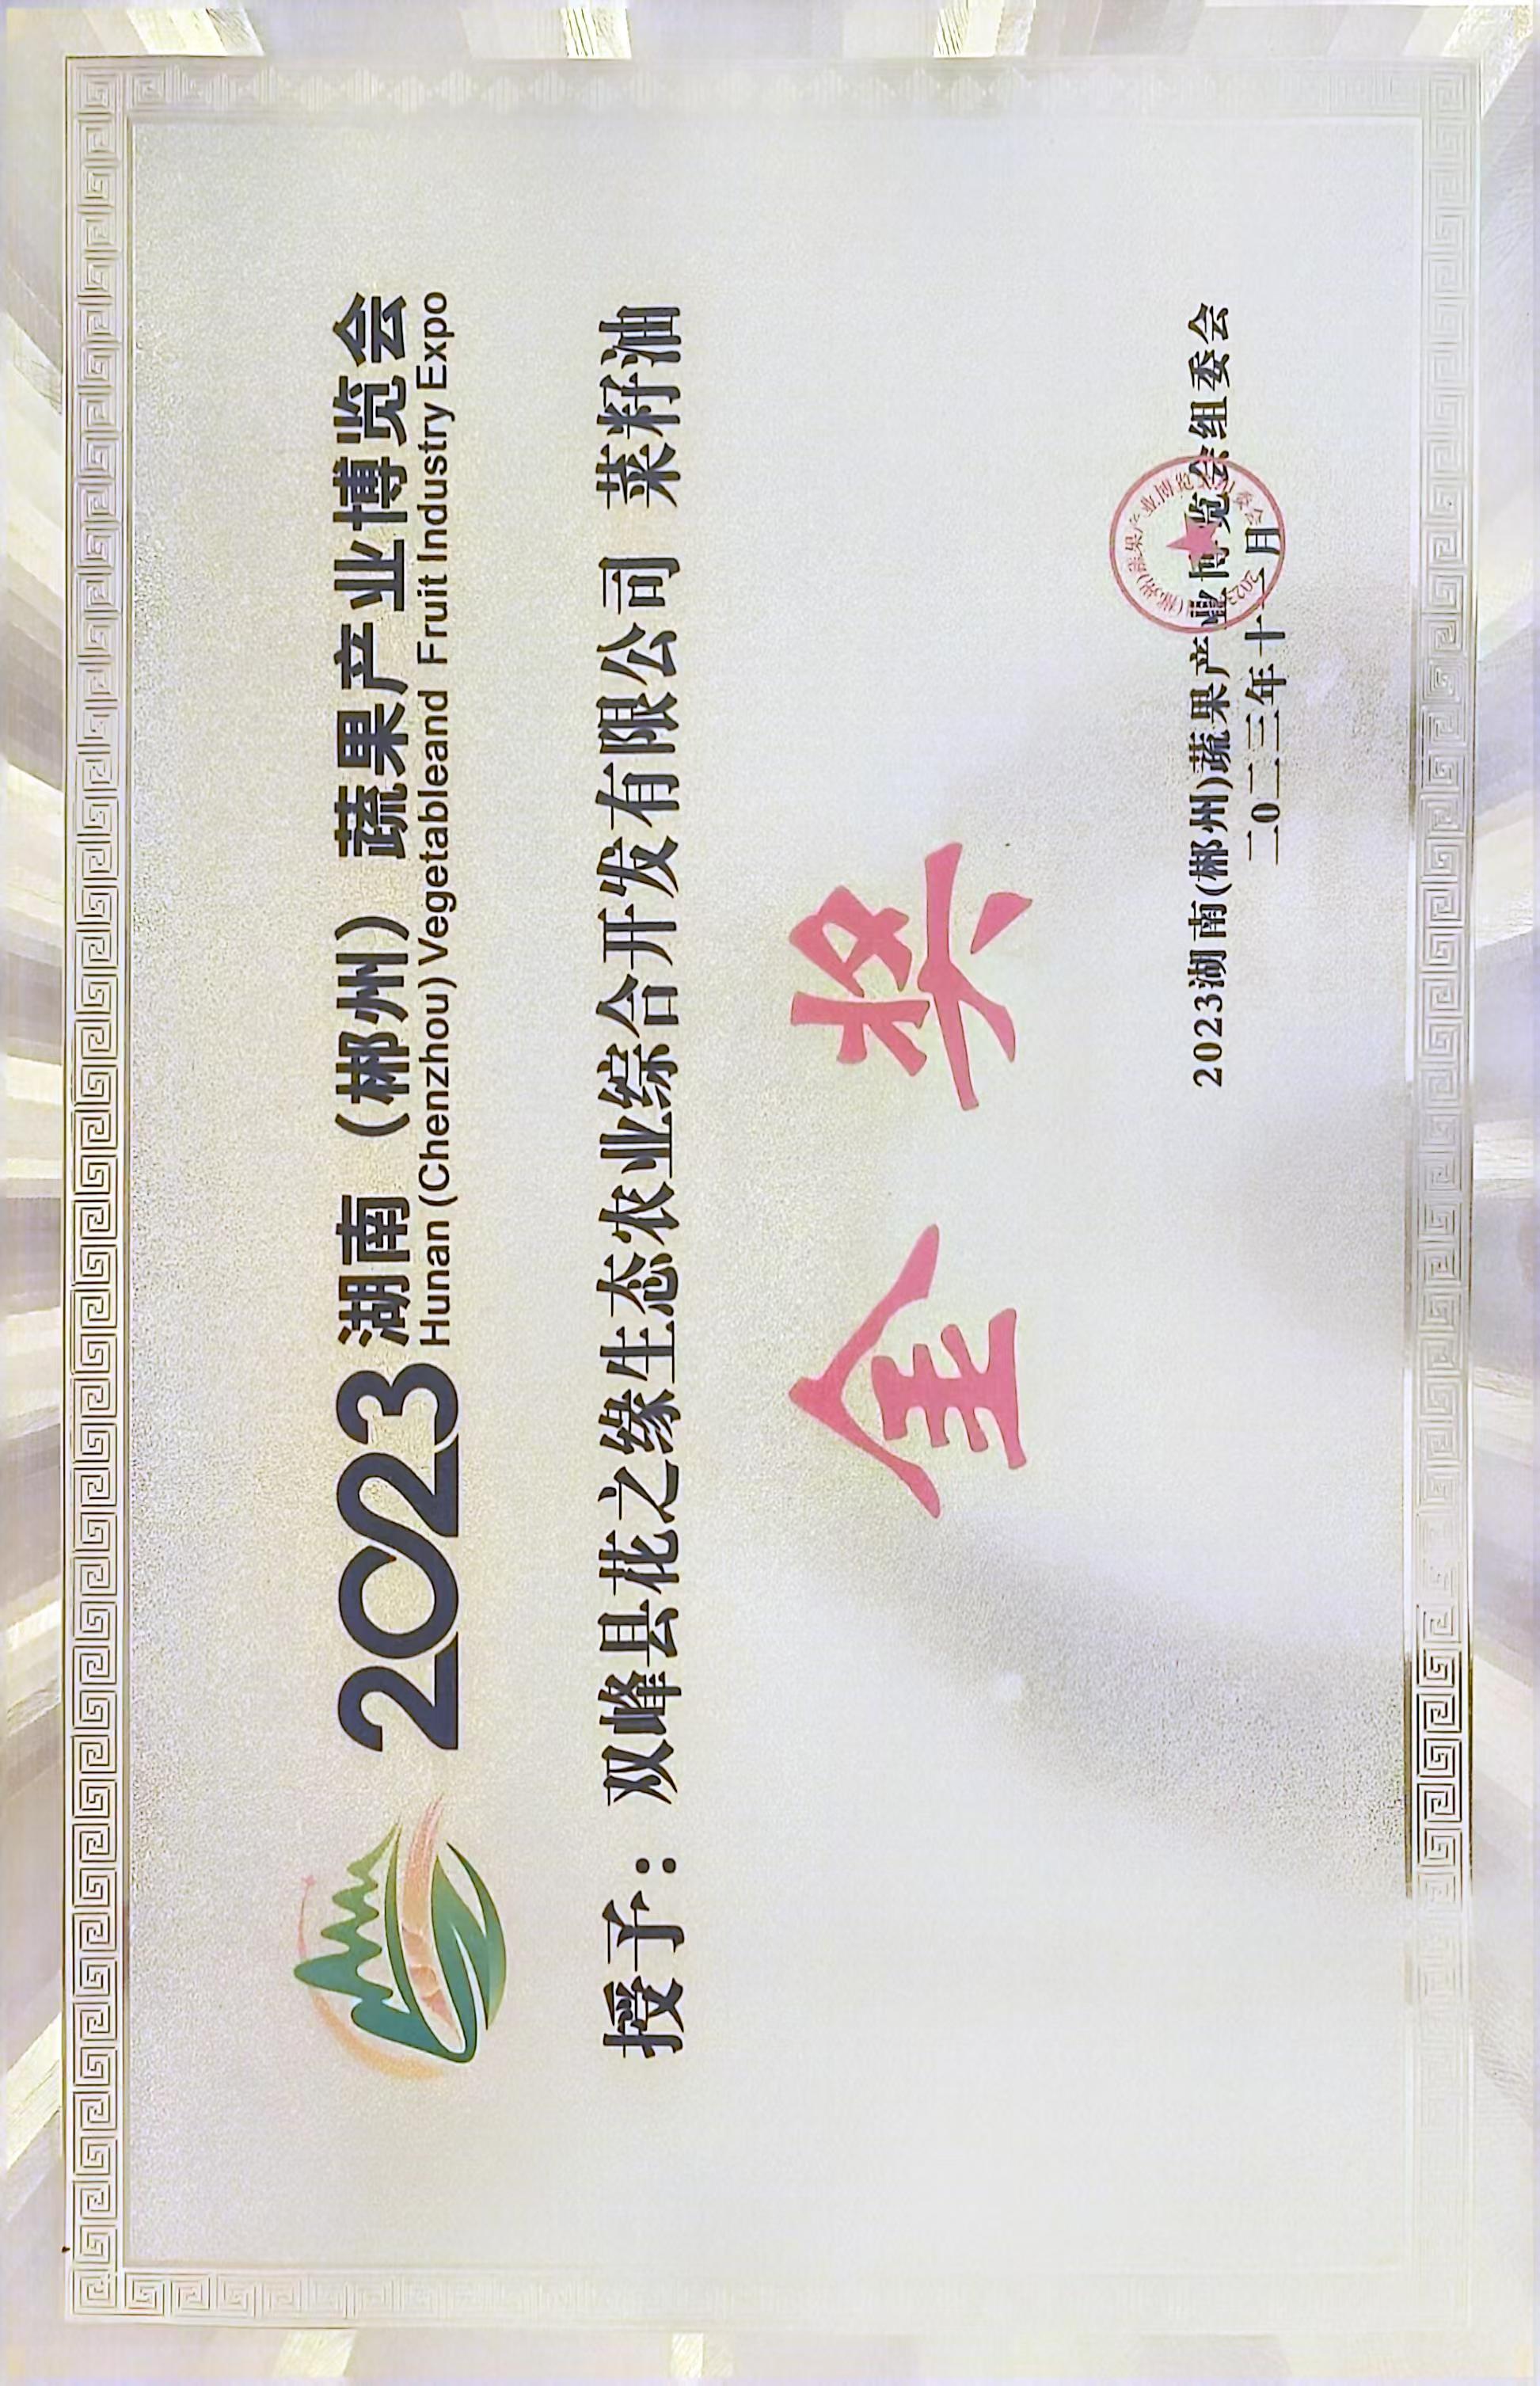 2023湖南（郴州）蔬果产业博览会
Hunan (Chenzhou) Vegetableand Fruit Industry Expo
授予：双峰县花之缘生态农业综合开发有限公司 菜籽油
金奖
2023湖南(郴州)蔬果产业博览会组委会
二0二三年十 月